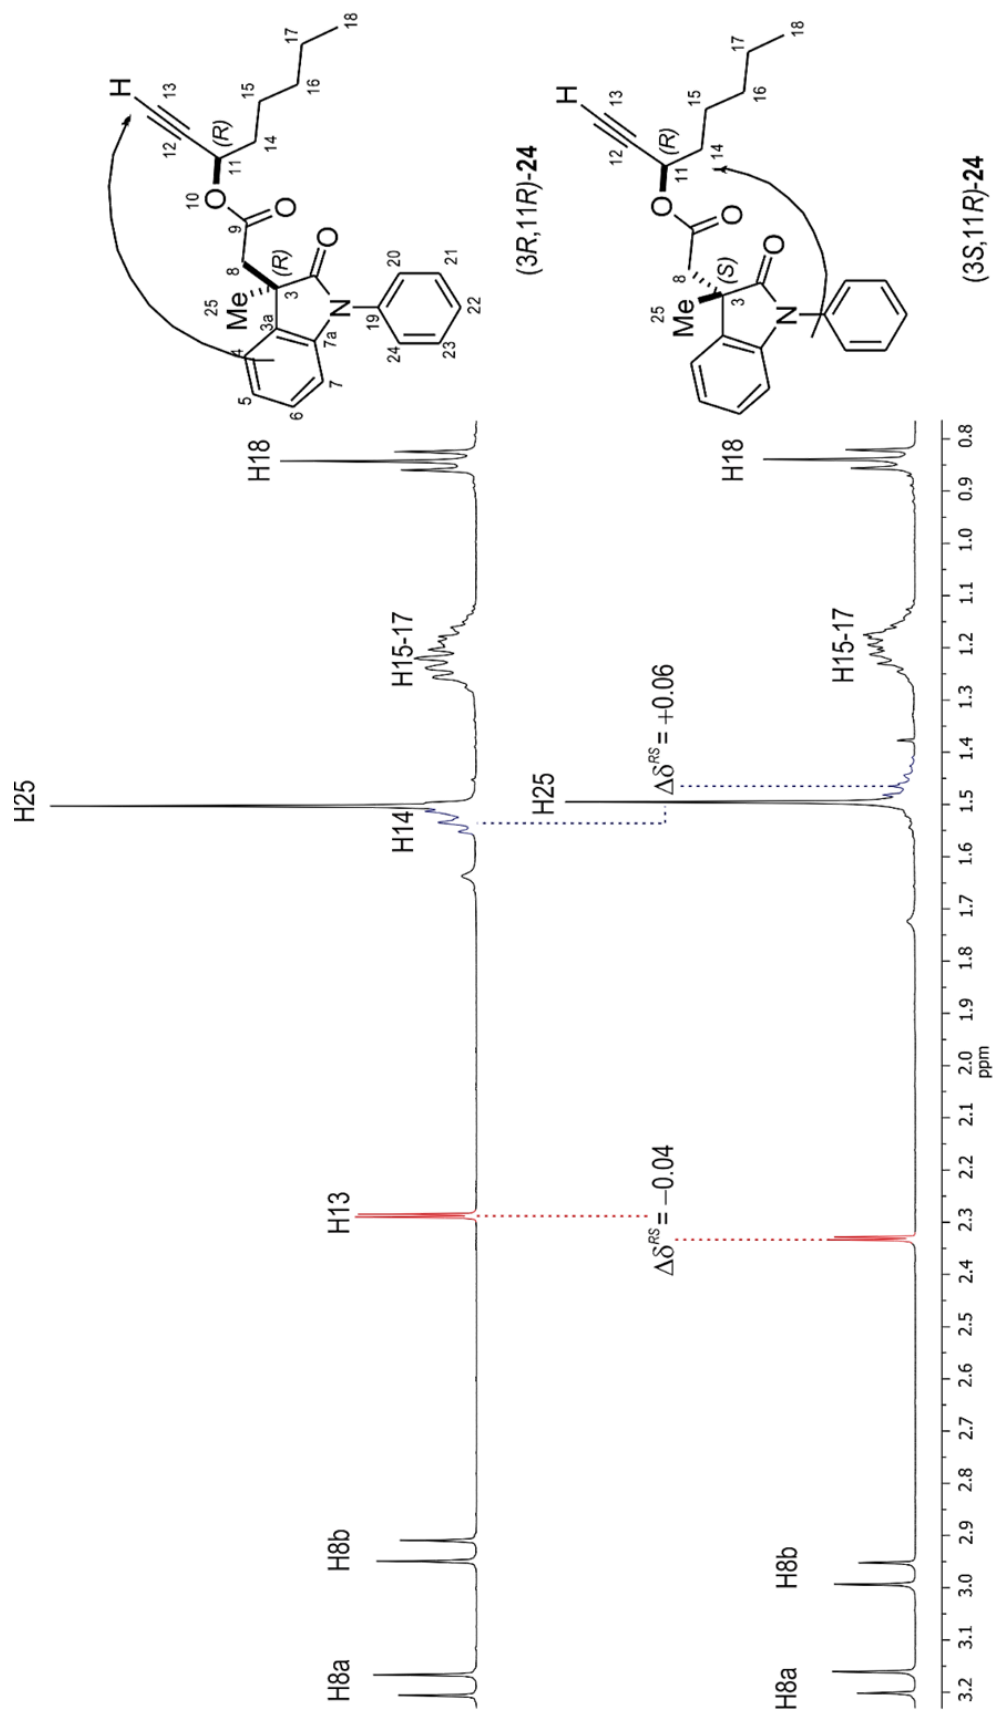 H8a
H8b
H13
H25
H14
H15-17
H18
H
13
12
11
(R)
10
O
9
O
8
14
15
16
17
18
Me
25
(R)
3
O
3a
4
5
6
7
7a
N
19
20
21
22
23
24
(3R,11R)-24
ΔδRS = −0.04
ΔδRS = +0.06
H8a
H8b
H25
H15-17
H18
H
13
12
11
(R)
O
O
8
14
15
16
17
18
Me
25
(S)
3
O
N
(3S,11R)-24
3.2 3.1 3.0 2.9 2.8 2.7 2.6 2.5 2.4 2.3 2.2 2.1 2.0 1.9 1.8 1.7 1.6 1.5 1.4 1.3 1.2 1.1 1.0 0.9 0.8
ppm